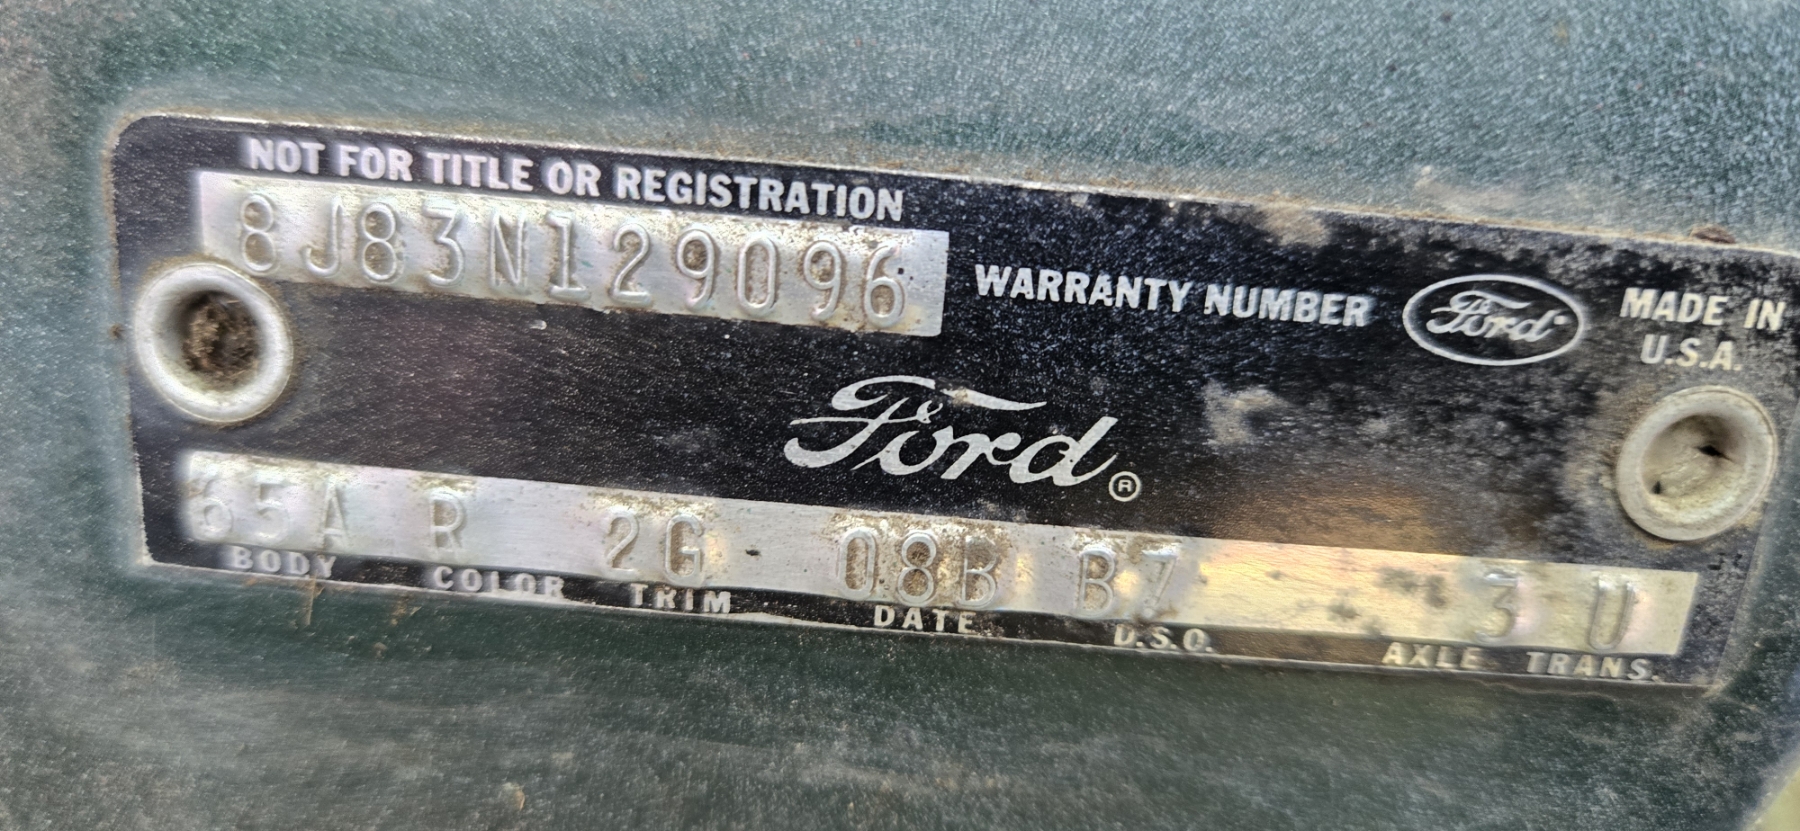 NOT FOR TITLE OR REGISTRATION
8J83N129096
WARRANTY NUMBER
Ford
MADE IN
U.S.A.
Ford®
65A R 2G 08B B7 3 U
BODY COLOR TRIM DATE D.S.O. AXLE TRANS.